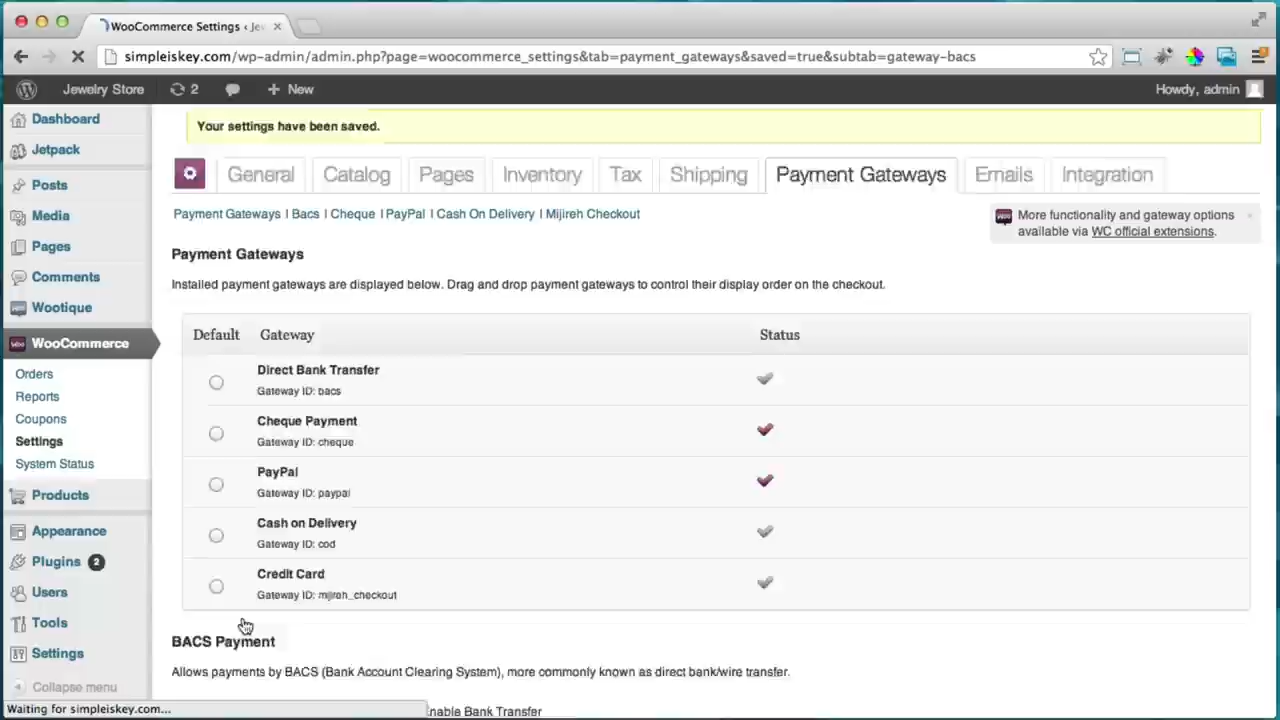 WooCommerce Settings ‹ Je
simpleiskey.com/wp-admin/admin.php?page=woocommerce_settings&tab=payment_gateways&saved=true&subtab=gateway-bacs
Jewelry Store 2 + New Howdy, admin
Dashboard
Jetpack
Posts
Media
Pages
Comments
Wootique
WooCommerce
Orders
Reports
Coupons
Settings
System Status
Products
Appearance
Plugins 2
Users
Tools
Settings
Collapse menu
Your settings have been saved.
General Catalog Pages Inventory Tax Shipping Payment Gateways Emails Integration
Payment Gateways | Bacs | Cheque | PayPal | Cash On Delivery | Mijireh Checkout
More functionality and gateway options
available via WC official extensions.
Payment Gateways
Installed payment gateways are displayed below. Drag and drop payment gateways to control their display order on the checkout.
Default Gateway Status
Direct Bank Transfer
Gateway ID: bacs
Cheque Payment
Gateway ID: cheque
PayPal
Gateway ID: paypal
Cash on Delivery
Gateway ID: cod
Credit Card
Gateway ID: mijireh_checkout
BACS Payment
Allows payments by BACS (Bank Account Clearing System), more commonly known as direct bank/wire transfer.
nable Bank Transfer
Waiting for simpleiskey.com...